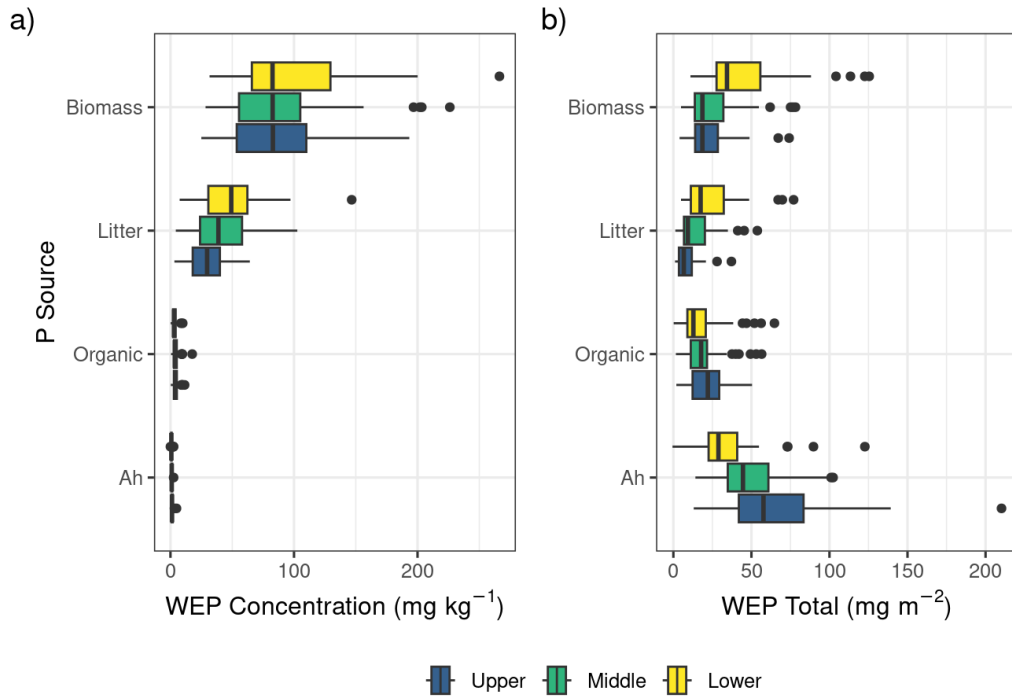 a)
b)
P Source
Biomass
Litter
Organic
Ah
0 100 200
WEP Concentration (mg kg⁻¹)
Biomass
Litter
Organic
Ah
0 50 100 150 200
WEP Total (mg m⁻²)
Upper Middle Lower